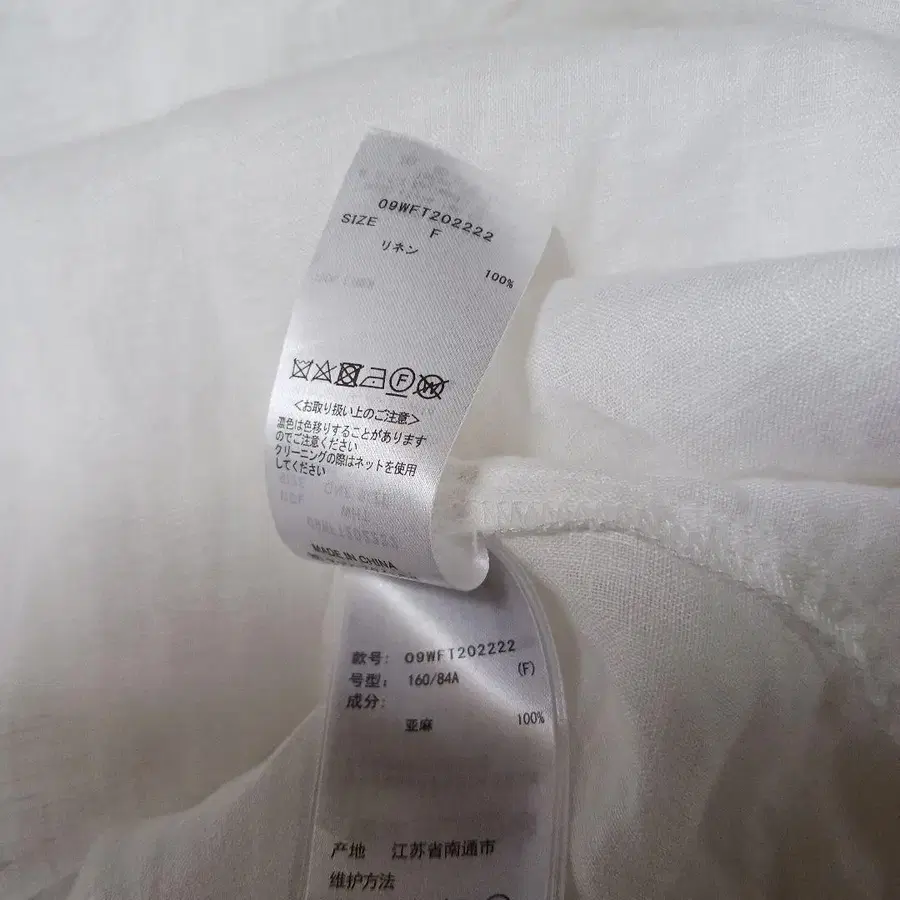 09WFT202222
SIZE F
リネン
100%
<お取り扱い上のご注意>
濃色は色移りすることがあります
のでご注意ください
クリーニングの際はネットを使用
してください
MADE IN CHINA
款号: 09WFT202222
号型: 160/84A (F)
成分:
亚麻 100%
产地 江苏省南通市
维护方法